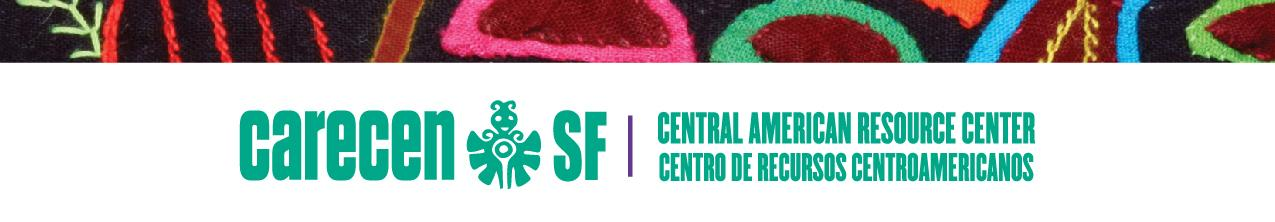 carecen SF
CENTRAL AMERICAN RESOURCE CENTER
CENTRO DE RECURSOS CENTROAMERICANOS